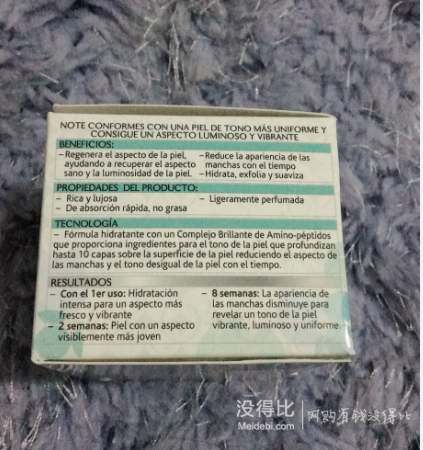 NOTE CONFORMES CON UNA PIEL DE TONO MÁS UNIFORME Y
CONSIGUE UN ASPECTO LUMINOSO Y VIBRANTE
BENEFICIOS:
– Regenera el aspecto de la piel,
ayudando a recuperar el aspecto
sano y la luminosidad de la piel.
– Reduce la apariencia de las
manchas con el tiempo
– Hidrata, exfolia y suaviza
PROPIEDADES DEL PRODUCTO:
– Rica y lujosa
– De absorción rápida, no grasa
– Ligeramente perfumada
TECNOLOGÍA
– Fórmula hidratante con un Complejo Brillante de Amino-péptidos
que proporciona ingredientes para el tono de la piel que profundizan
hasta 10 capas sobre la superficie de la piel reduciendo el aspecto de
las manchas y el tono desigual de la piel con el tiempo.
RESULTADOS
– Con el 1er uso: Hidratación
intensa para un aspecto más
fresco y vibrante
– 2 semanas: Piel con un aspecto
visiblemente más joven
– 8 semanas: La apariencia de
las manchas disminuye para
revelar un tono de la piel
vibrante, luminoso y uniforme
没得比
Meidebi.com
网购有钱没得比